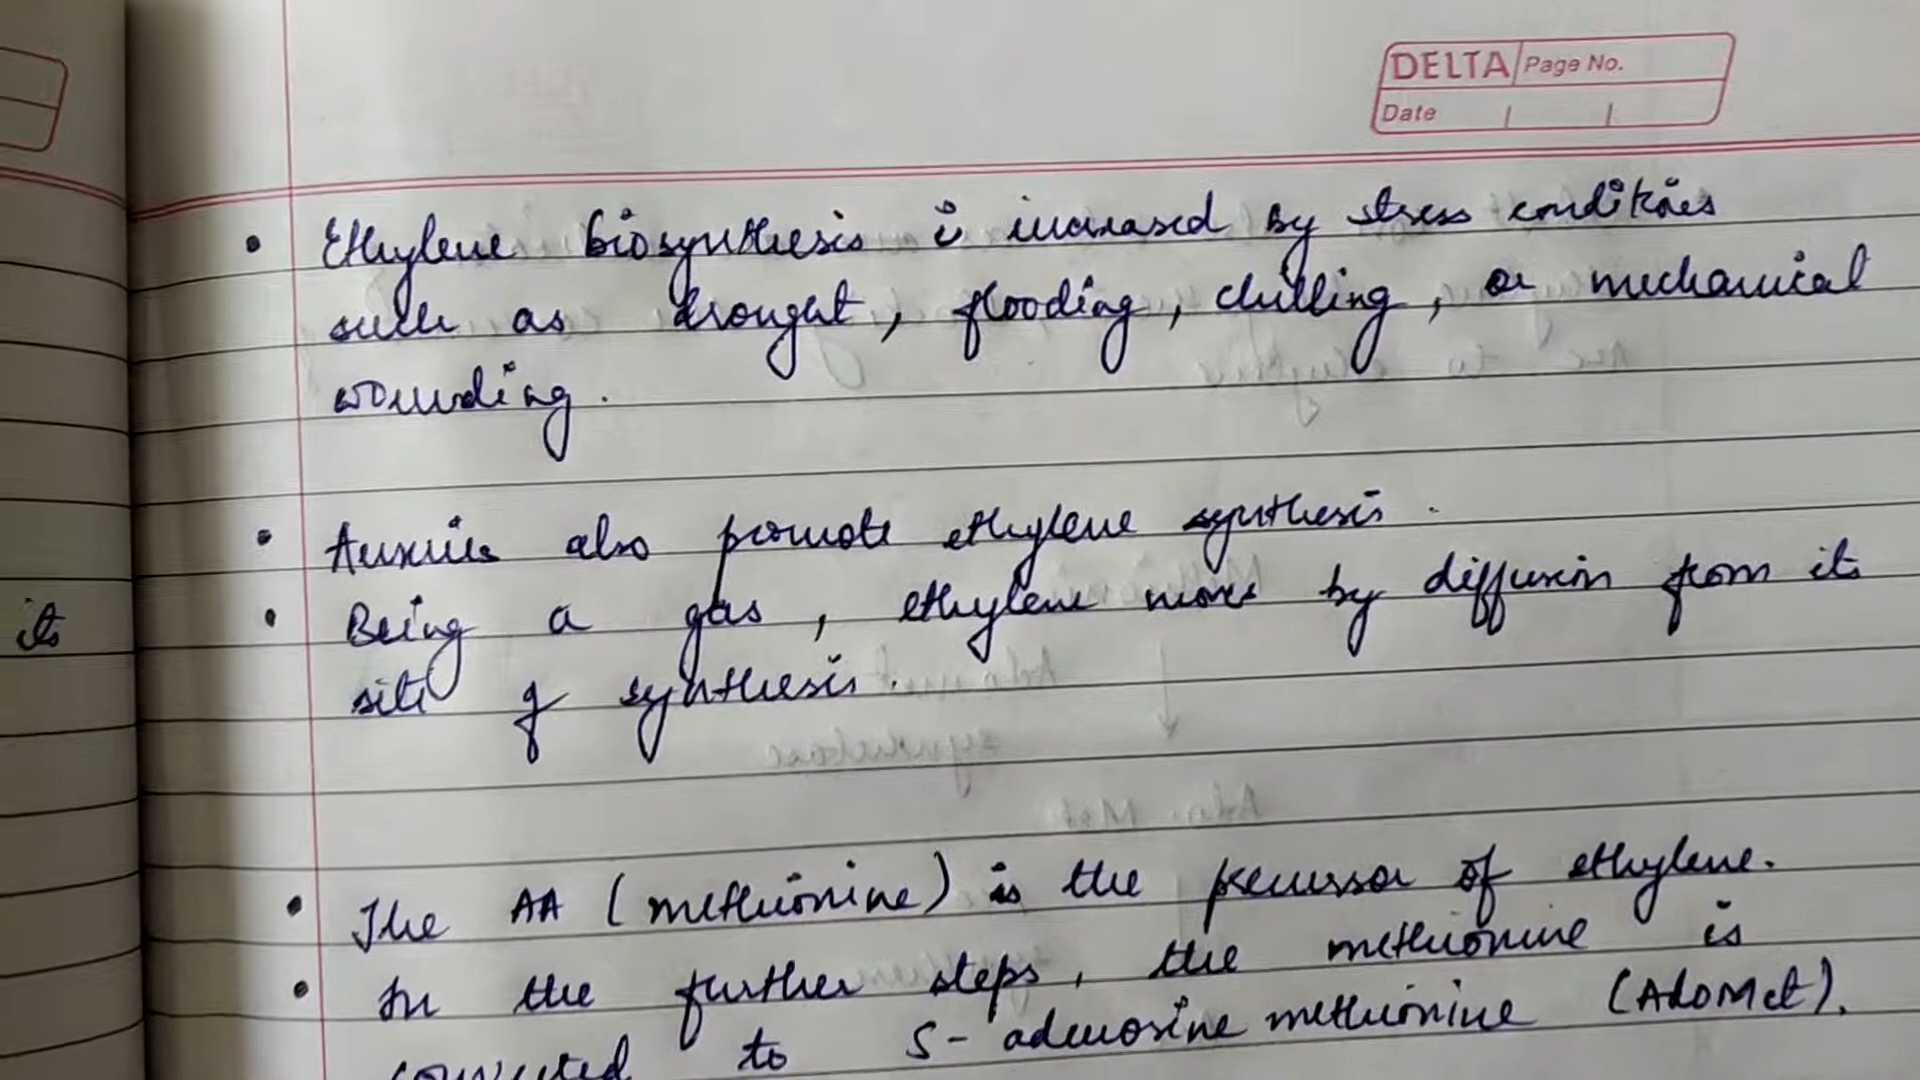 DELTA Page No.
Date
• Ethylene biosynthesis is increased by stress conditions
such as drought, flooding, chilling, or mechanical
wounding.
• Auxins also promote ethylene synthesis.
• Being a gas, ethylene moves by diffusion from its
site of synthesis.
its
• The AA (methionine) is the precursor of ethylene.
• In the further steps, the methionine is
converted to S-adenosine methionine (AdoMet).